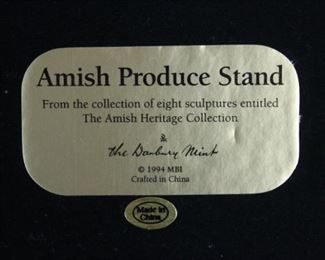 Amish Produce Stand
From the collection of eight sculptures entitled
The Amish Heritage Collection
The Danbury Mint
© 1994 MBI
Crafted in China
Made in
China